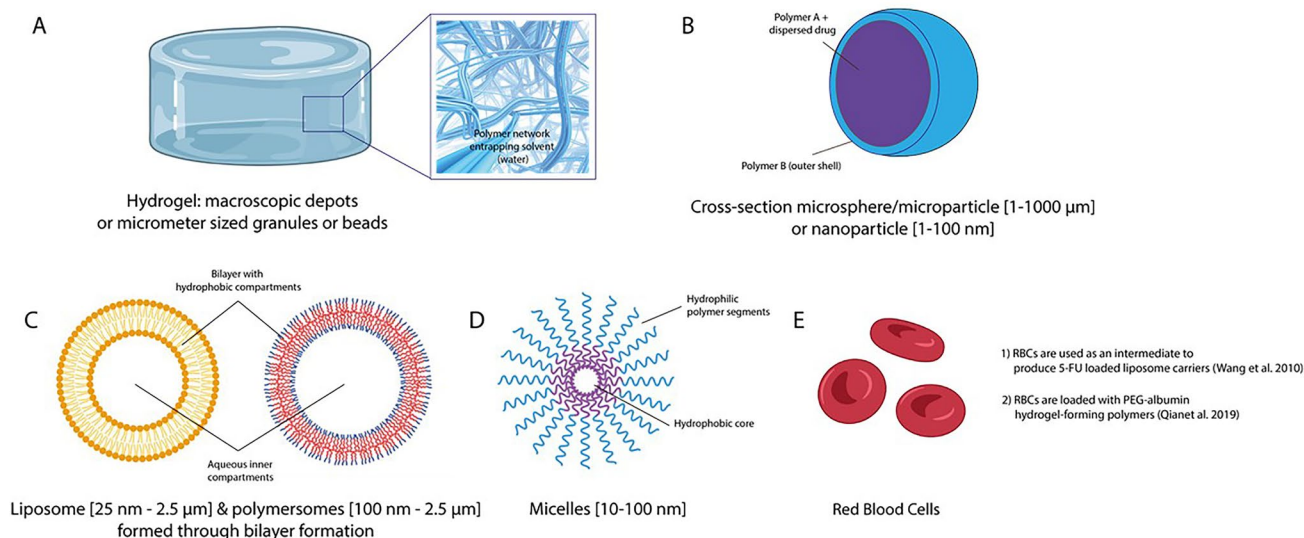 A
Polymer network
entrapping solvent
(water)
Hydrogel: macroscopic depots
or micrometer sized granules or beads
B
Polymer A +
dispersed drug
Polymer B (outer shell)
Cross-section microsphere/microparticle [1-1000 μm]
or nanoparticle [1-100 nm]
C
Bilayer with
hydrophobic compartments
Aqueous inner
compartments
Liposome [25 nm - 2.5 μm] & polymersomes [100 nm - 2.5 μm]
formed through bilayer formation
D
Hydrophilic
polymer segments
Hydrophobic core
Micelles [10-100 nm]
E
1) RBCs are used as an intermediate to
produce 5-FU loaded liposome carriers (Wang et al. 2010)
2) RBCs are loaded with PEG-albumin
hydrogel-forming polymers (Qianet al. 2019)
Red Blood Cells